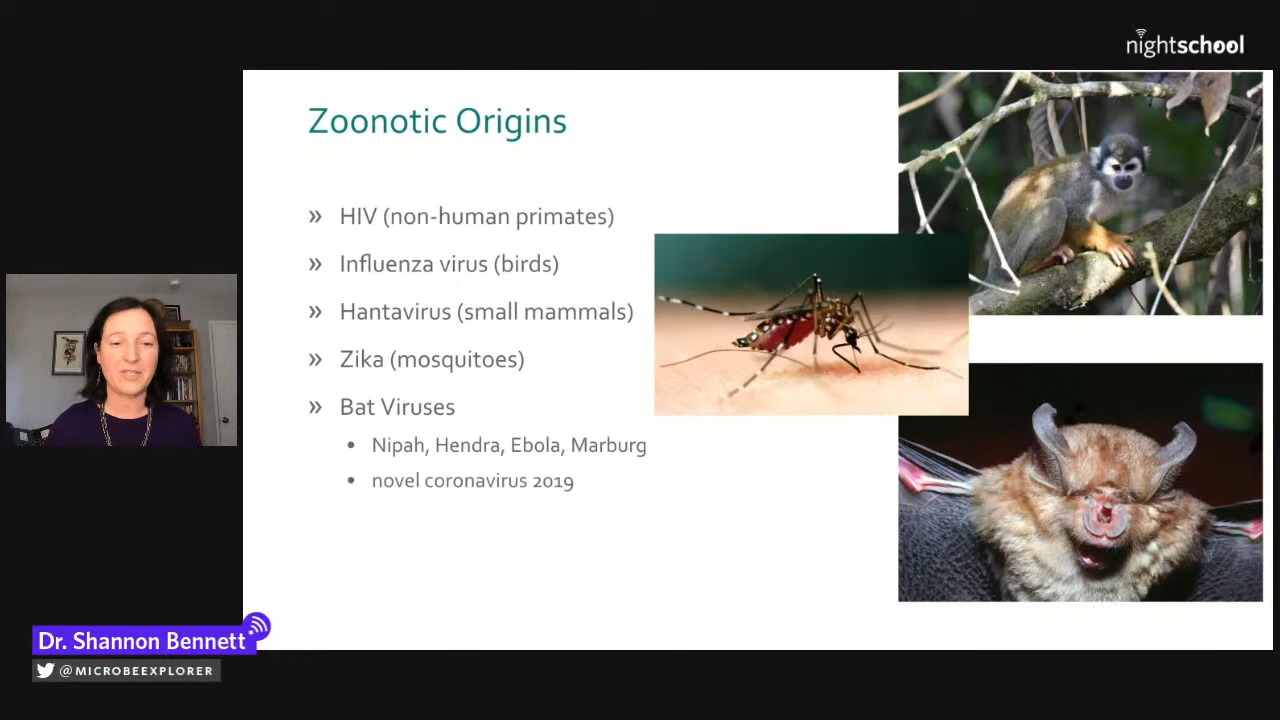 nightschool
Zoonotic Origins
» HIV (non-human primates)
» Influenza virus (birds)
» Hantavirus (small mammals)
» Zika (mosquitoes)
» Bat Viruses
• Nipah, Hendra, Ebola, Marburg
• novel coronavirus 2019
Dr. Shannon Bennett
@MICROBEEXPLORER